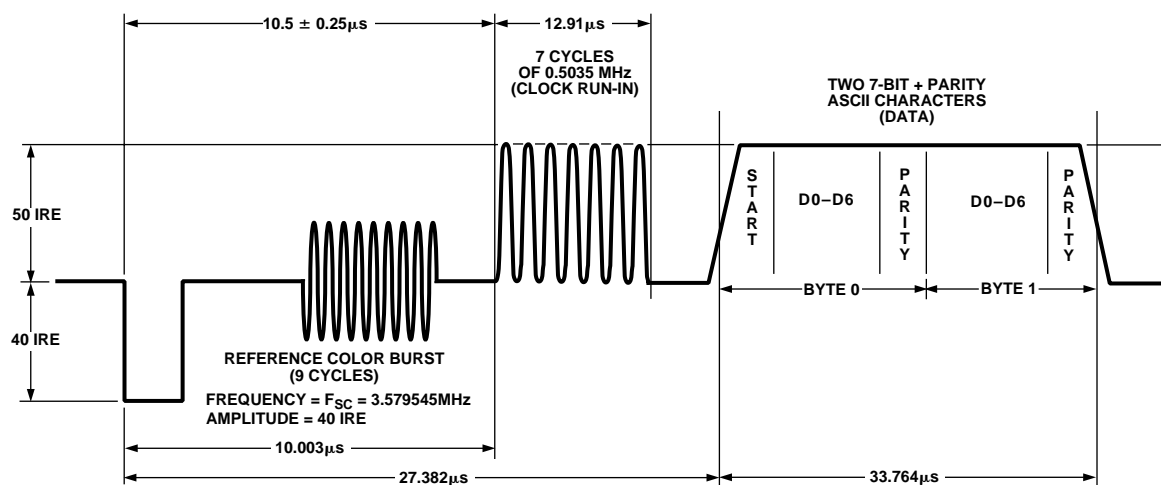 10.5 ± 0.25µs
12.91µs
7 CYCLES
OF 0.5035 MHz
(CLOCK RUN-IN)
TWO 7-BIT + PARITY
ASCII CHARACTERS
(DATA)
50 IRE
40 IRE
START
D0–D6
PARITY
D0–D6
PARITY
BYTE 0
BYTE 1
REFERENCE COLOR BURST
(9 CYCLES)
FREQUENCY = FSC = 3.579545MHz
AMPLITUDE = 40 IRE
10.003µs
27.382µs
33.764µs